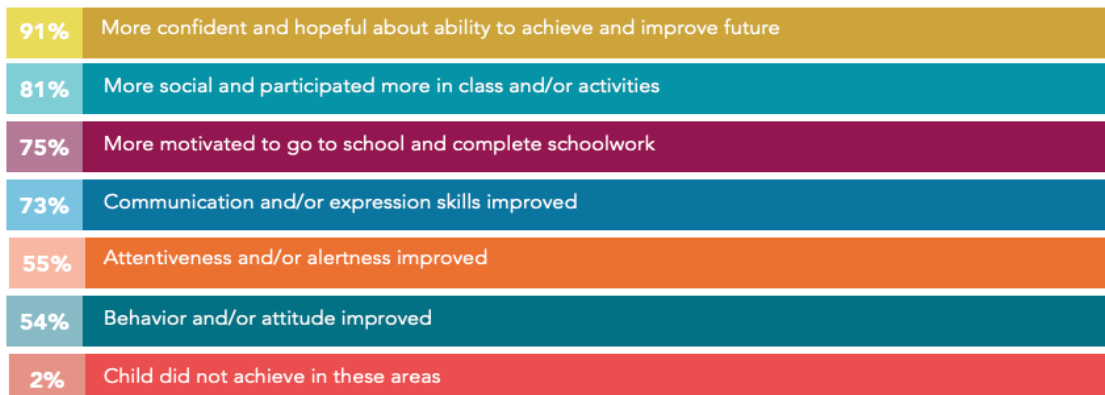 91% More confident and hopeful about ability to achieve and improve future
81% More social and participated more in class and/or activities
75% More motivated to go to school and complete schoolwork
73% Communication and/or expression skills improved
55% Attentiveness and/or alertness improved
54% Behavior and/or attitude improved
2% Child did not achieve in these areas